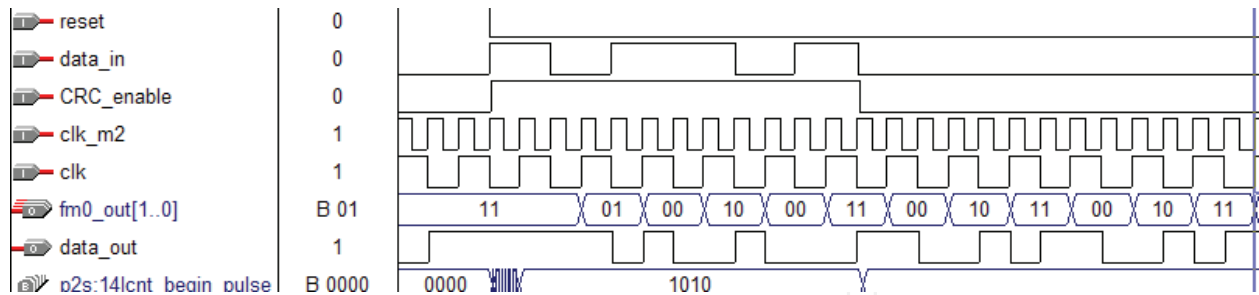 reset 0
data_in 0
CRC_enable 0
clk_m2 1
clk 1
fm0_out[1..0] B 01 11 01 00 10 00 11 00 10 11 00 10 11
data_out 1
p2s:14|cnt_begin_pulse B 0000 0000 1010